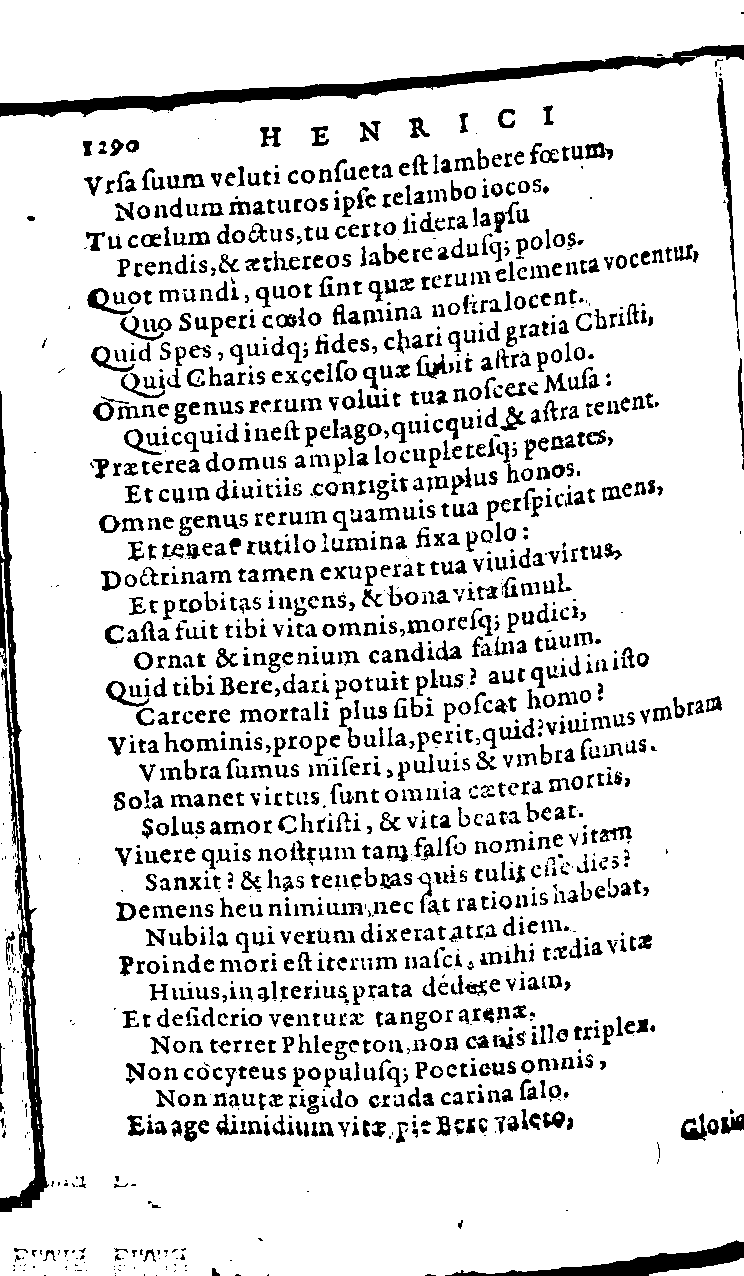 1290 HENRICI
Vrſa ſuum veluti conſueta eſt lambere fœtum,
Nondum maturos ipſe relambo iocos.
Tu cœlum doctus, tu certo ſidera lapſu
Prendis, & æthereos labere aduſq; polos.
Quot mundi, quot ſint quæ rerum elementa vocentur,
Quo Superi cœlo flamina noſtra locent.
Quid Spes, quidq; fides, chari quid gratia Chriſti,
Quid Charis excelſo quæ ſubit aſtra polo.
Omne genus rerum voluit tua noſcere Muſa:
Quicquid ineſt pelago, quicquid & aſtra tenent.
Præterea domus ampla locupleteſq; penates,
Et cum diuitiis contigit amplus honos.
Omne genus rerum quamuis tua perſpiciat mens,
Et teneat rutilo lumina fixa polo:
Doctrinam tamen exuperat tua viuida virtus,
Et probitas ingens, & bona vita ſimul.
Caſta fuit tibi vita omnis, moreſq; pudici,
Ornat & ingenium candida fama tuum.
Quid tibi Bere, dari potuit plus? aut quid in iſto
Carcere mortali plus ſibi poſcat homo?
Vita hominis, prope bulla, perit, quid? viuimus vmbram
Vmbra ſumus miſeri, puluis & vmbra ſumus.
Sola manet virtus ſunt omnia cætera mortis,
Solus amor Chriſti, & vita beata beat.
Viuere quis noſtrum tam falſo nomine vitam
Sanxit? & has tenebras quis tulit eſſe dies?
Demens heu nimium, nec ſat rationis habebat,
Nubila qui verum dixerat atra diem.
Proinde mori eſt iterum naſci, mihi tædia vitæ
Huius, in alterius prata dedere viam,
Et deſiderio venturæ tangor arenæ.
Non terret Phlegeton, non canis ille triplex.
Non cocyteus populuſq; Poeticus omnis,
Non nautæ rigido cruda carina ſalo.
Eia age dimidium vitæ, pie Bere valeto,
Gloria